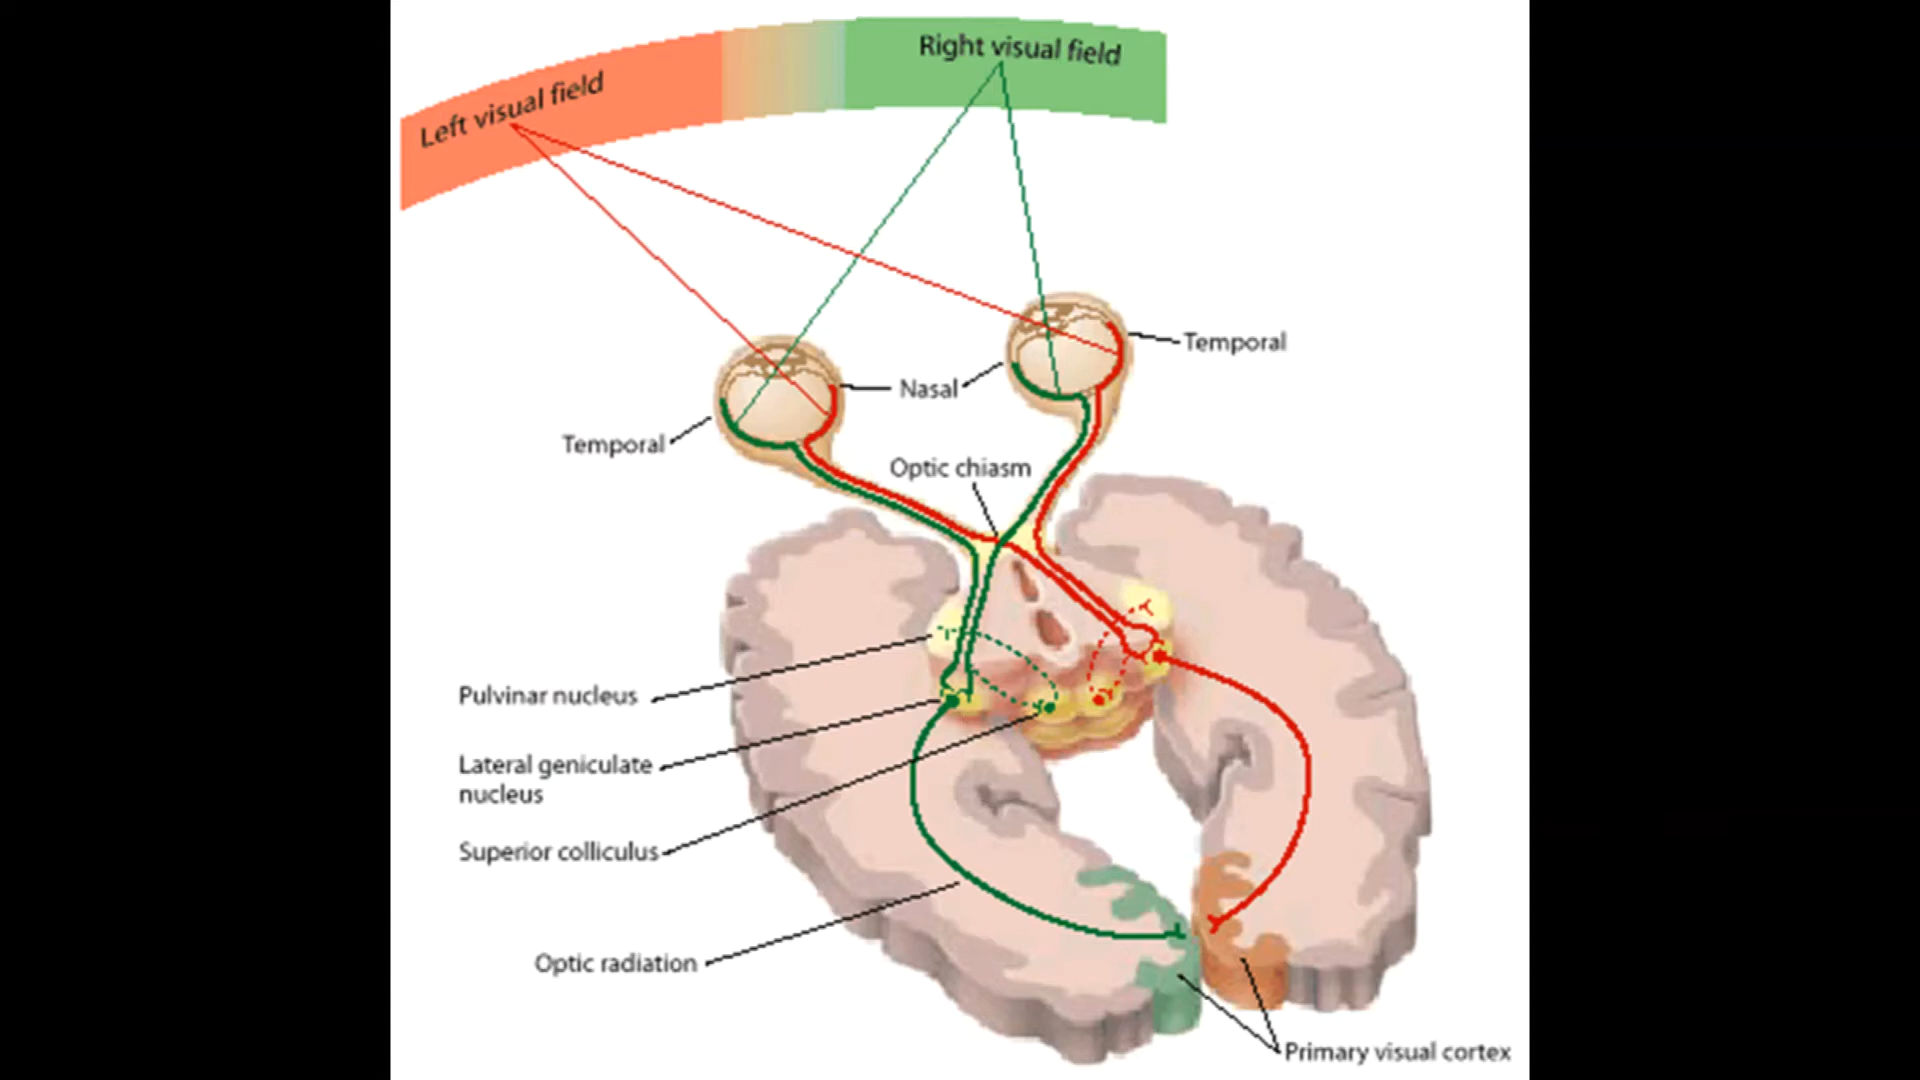 Right visual field
Left visual field
Temporal
Nasal
Temporal
Optic chiasm
Pulvinar nucleus
Lateral geniculate
nucleus
Superior colliculus
Optic radiation
Primary visual cortex